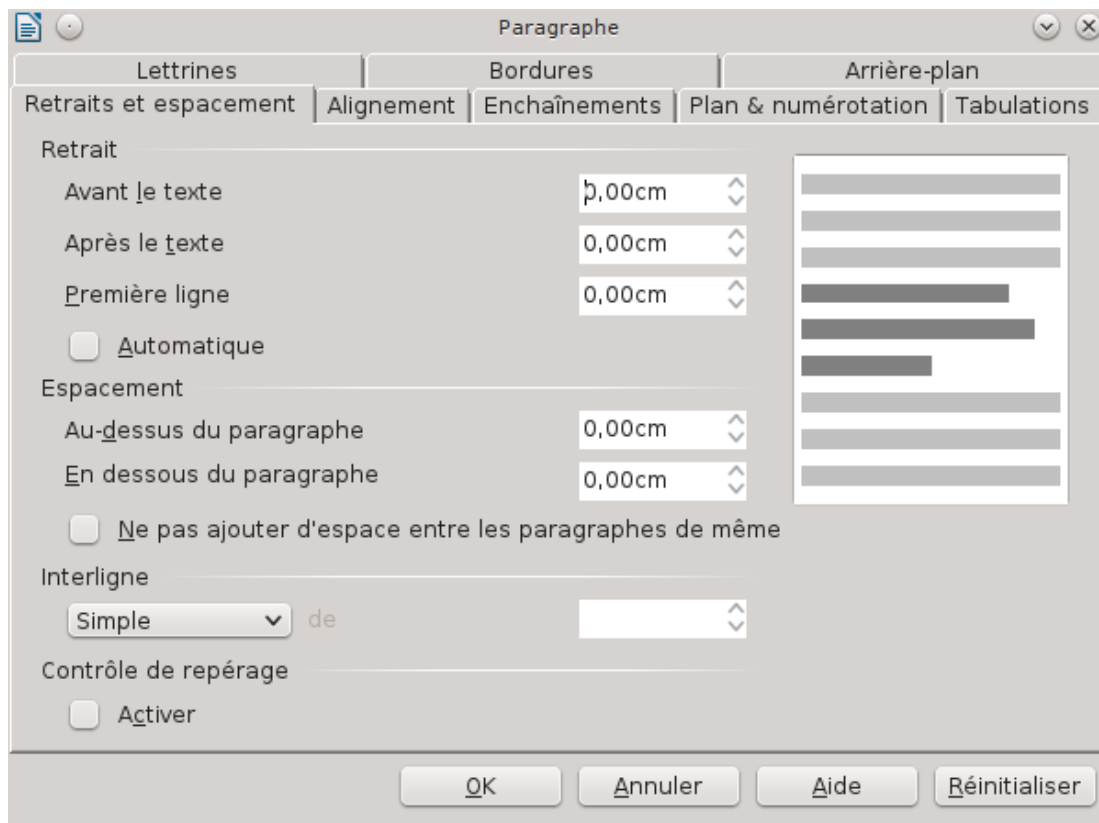 Paragraphe
Lettrines Bordures Arrière-plan
Retraits et espacement Alignement Enchaînements Plan & numérotation Tabulations
Retrait
Avant le texte 0,00cm
Après le texte 0,00cm
Première ligne 0,00cm
Automatique
Espacement
Au-dessus du paragraphe 0,00cm
En dessous du paragraphe 0,00cm
Ne pas ajouter d'espace entre les paragraphes de même
Interligne
Simple de
Contrôle de repérage
Activer
OK Annuler Aide Réinitialiser